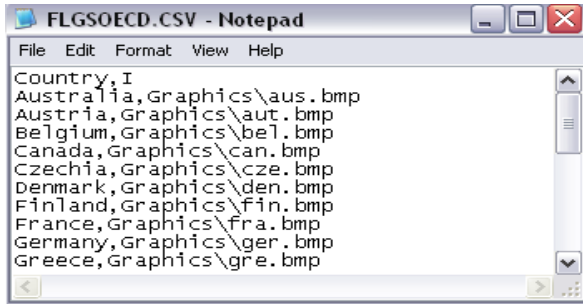 FLGSOECD.CSV - Notepad
File Edit Format View Help
Country,I
Australia,Graphics\aus.bmp
Austria,Graphics\aut.bmp
Belgium,Graphics\bel.bmp
Canada,Graphics\can.bmp
Czechia,Graphics\cze.bmp
Denmark,Graphics\den.bmp
Finland,Graphics\fin.bmp
France,Graphics\fra.bmp
Germany,Graphics\ger.bmp
Greece,Graphics\gre.bmp